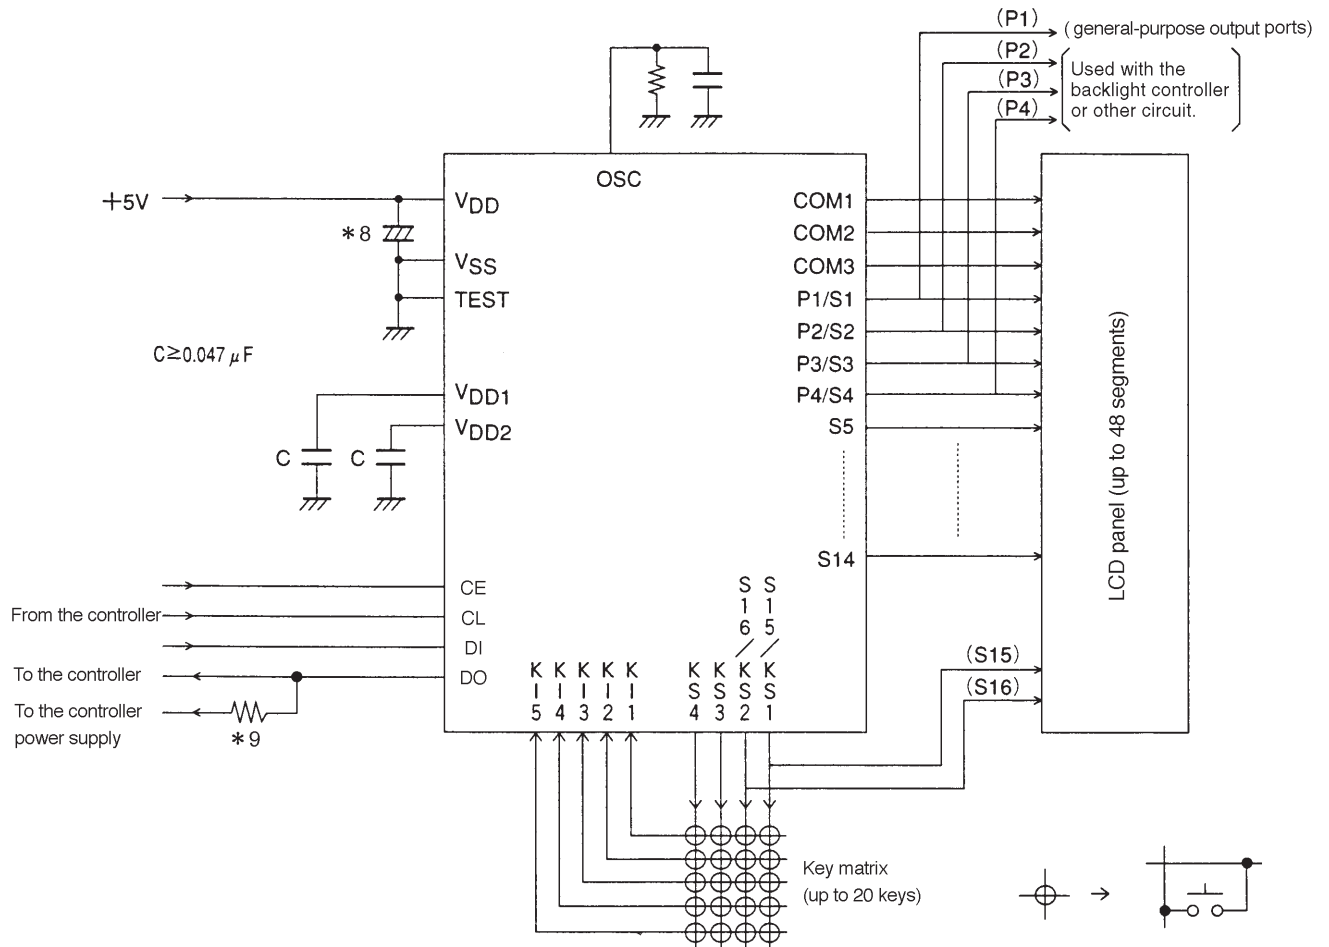 (P1)
( general-purpose output ports)
(P2)
(P3)
(P4)
Used with the
backlight controller
or other circuit.
OSC
+5V
VDD
*8
VSS
TEST
C≥0.047 μF
VDD1
VDD2
C
C
COM1
COM2
COM3
P1/S1
P2/S2
P3/S3
P4/S4
S5
S14
LCD panel (up to 48 segments)
CE
From the controller
CL
DI
To the controller
DO
To the controller
power supply
*9
KI5
KI4
KI3
KI2
KI1
KS4
KS3
S16/KS2
S15/KS1
(S15)
(S16)
Key matrix
(up to 20 keys)